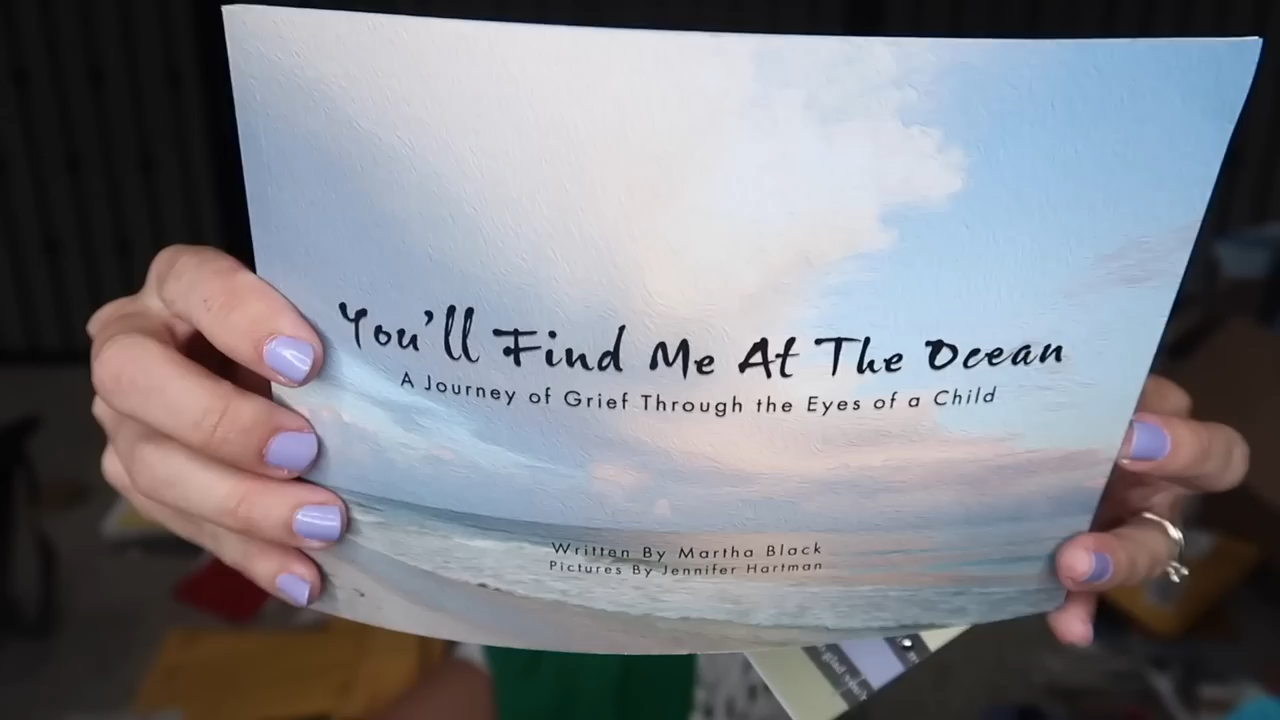 You'll Find Me At The Ocean
A Journey of Grief Through the Eyes of a Child
Written By Martha Black
Pictures By Jennifer Hartman